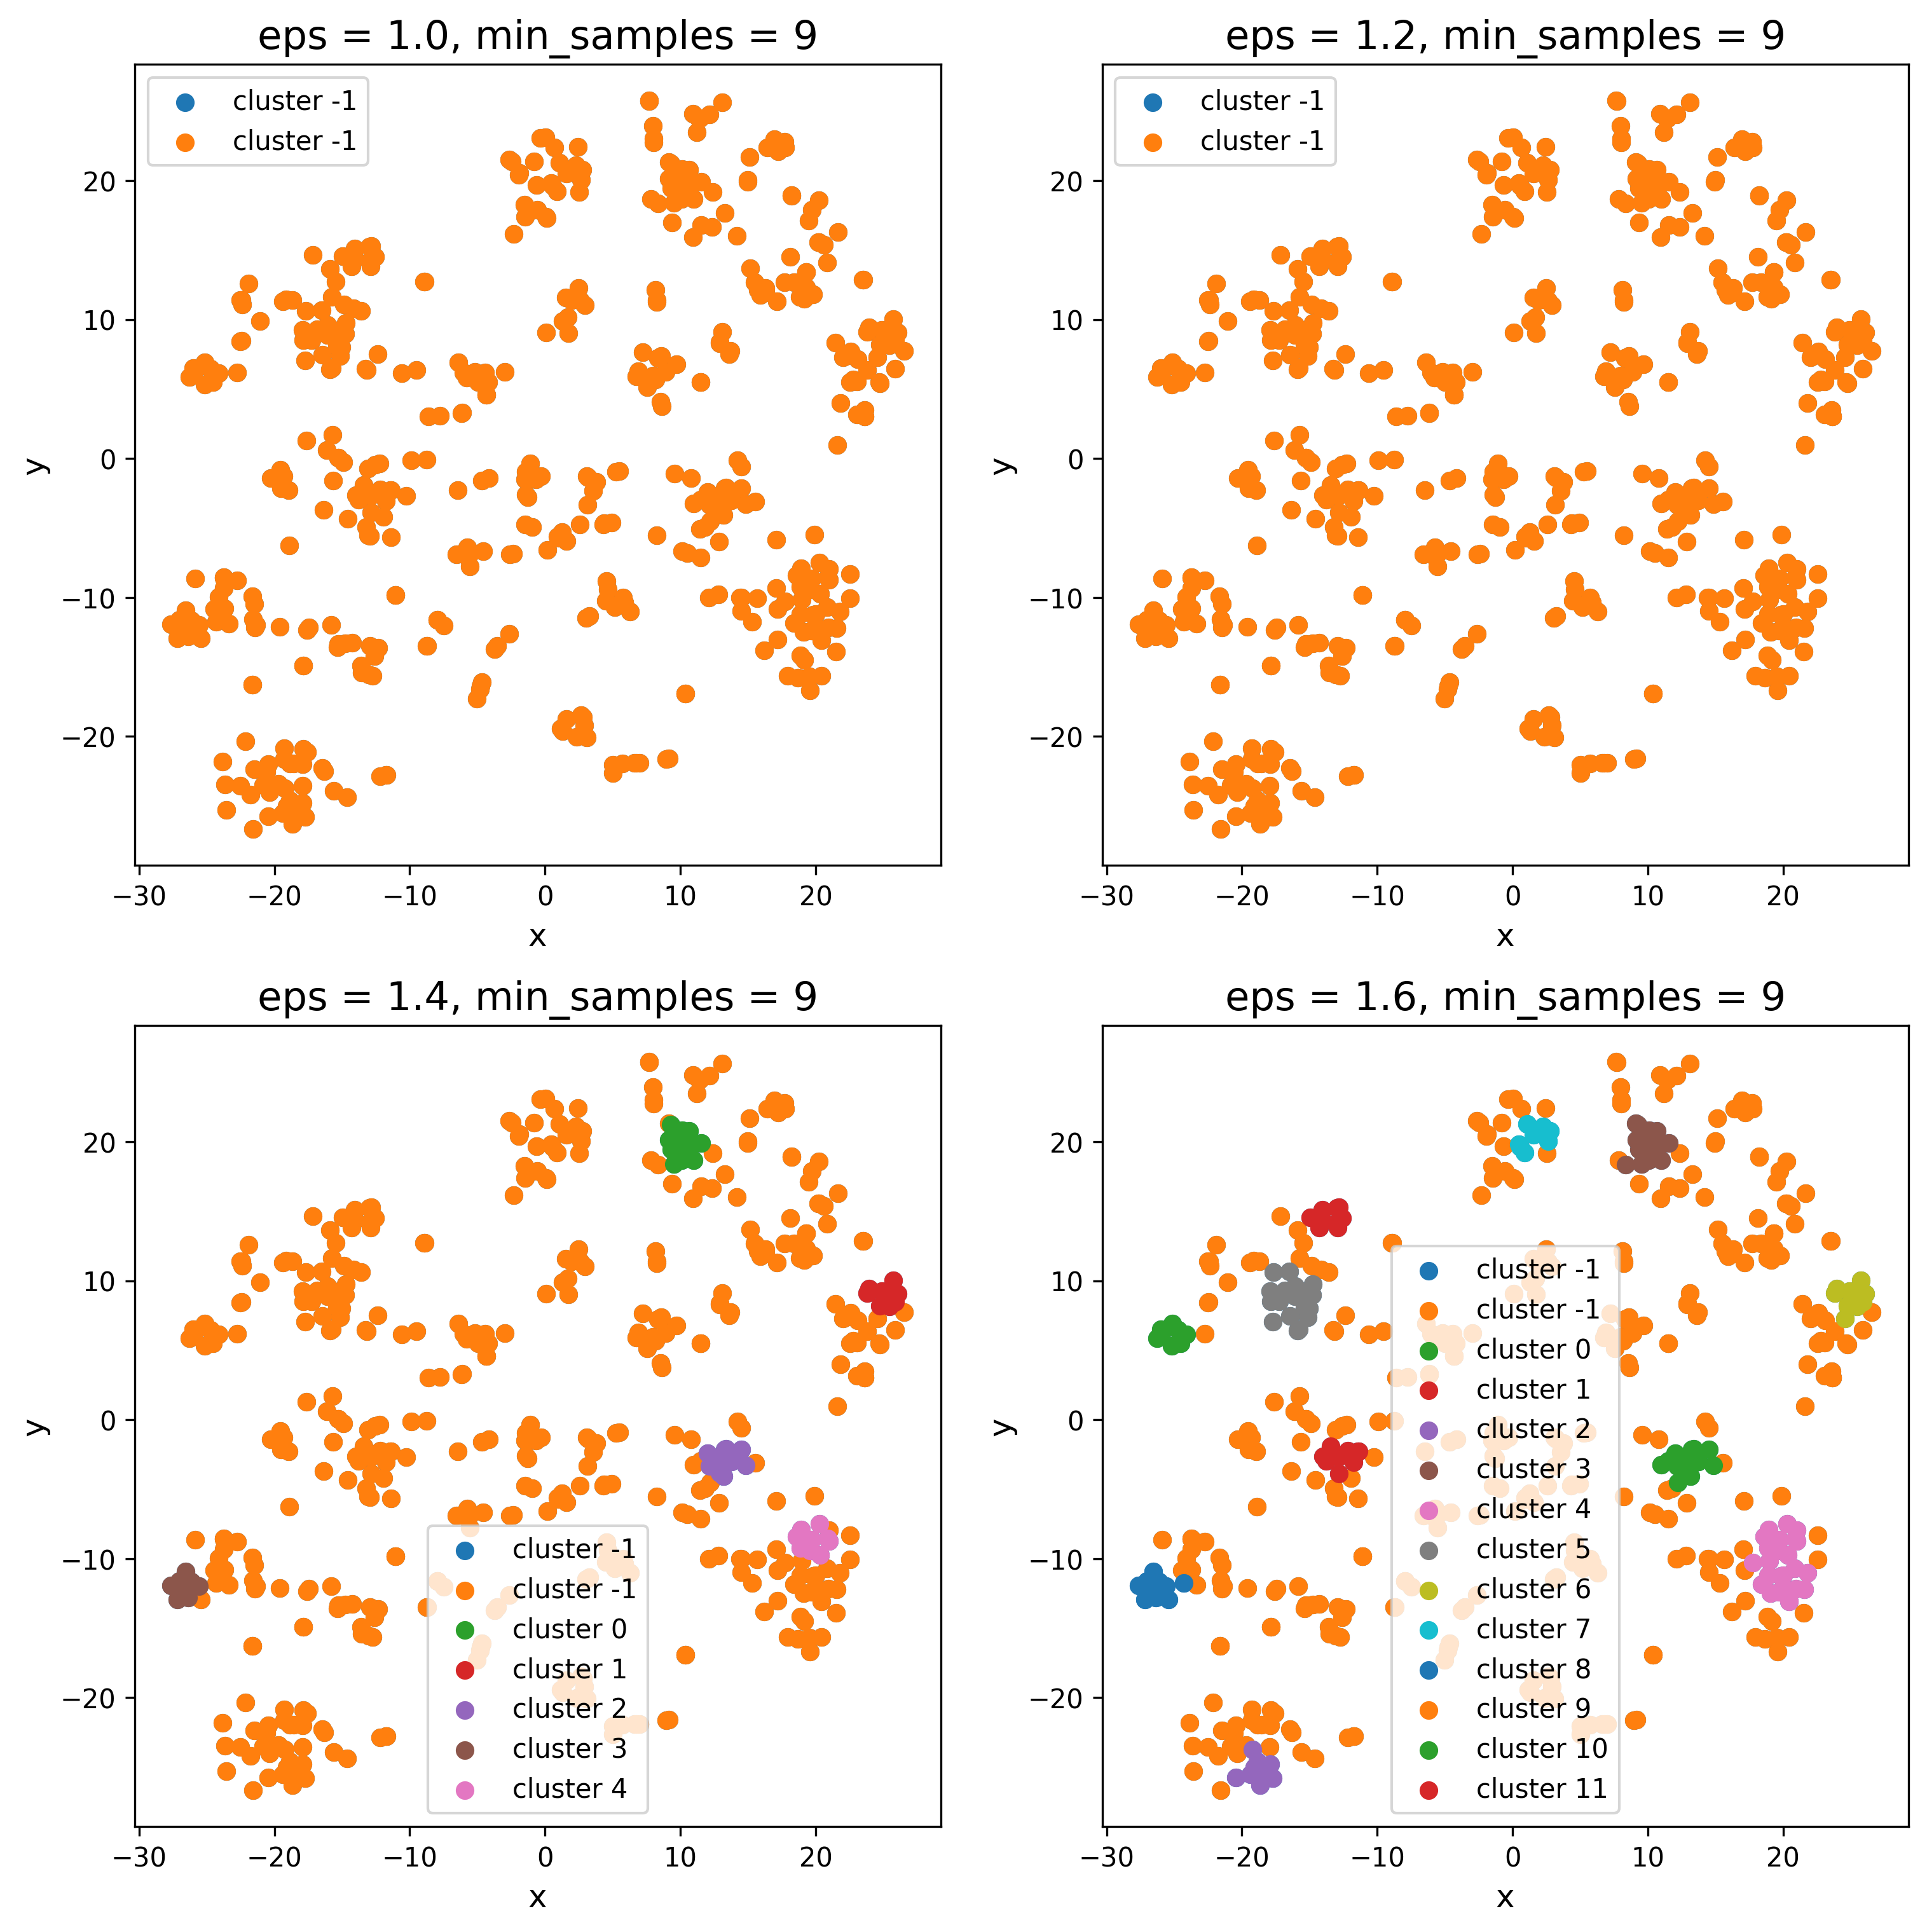 eps = 1.0, min_samples = 9
cluster -1
cluster -1
20
10
0
−10
−20
y
−30 −20 −10 0 10 20
x
eps = 1.2, min_samples = 9
cluster -1
cluster -1
20
10
0
−10
−20
y
−30 −20 −10 0 10 20
x
eps = 1.4, min_samples = 9
20
10
0
−10
−20
y
cluster -1
cluster -1
cluster 0
cluster 1
cluster 2
cluster 3
cluster 4
−30 −20 −10 0 10 20
x
eps = 1.6, min_samples = 9
20
10
0
−10
−20
y
cluster -1
cluster -1
cluster 0
cluster 1
cluster 2
cluster 3
cluster 4
cluster 5
cluster 6
cluster 7
cluster 8
cluster 9
cluster 10
cluster 11
−30 −20 −10 0 10 20
x